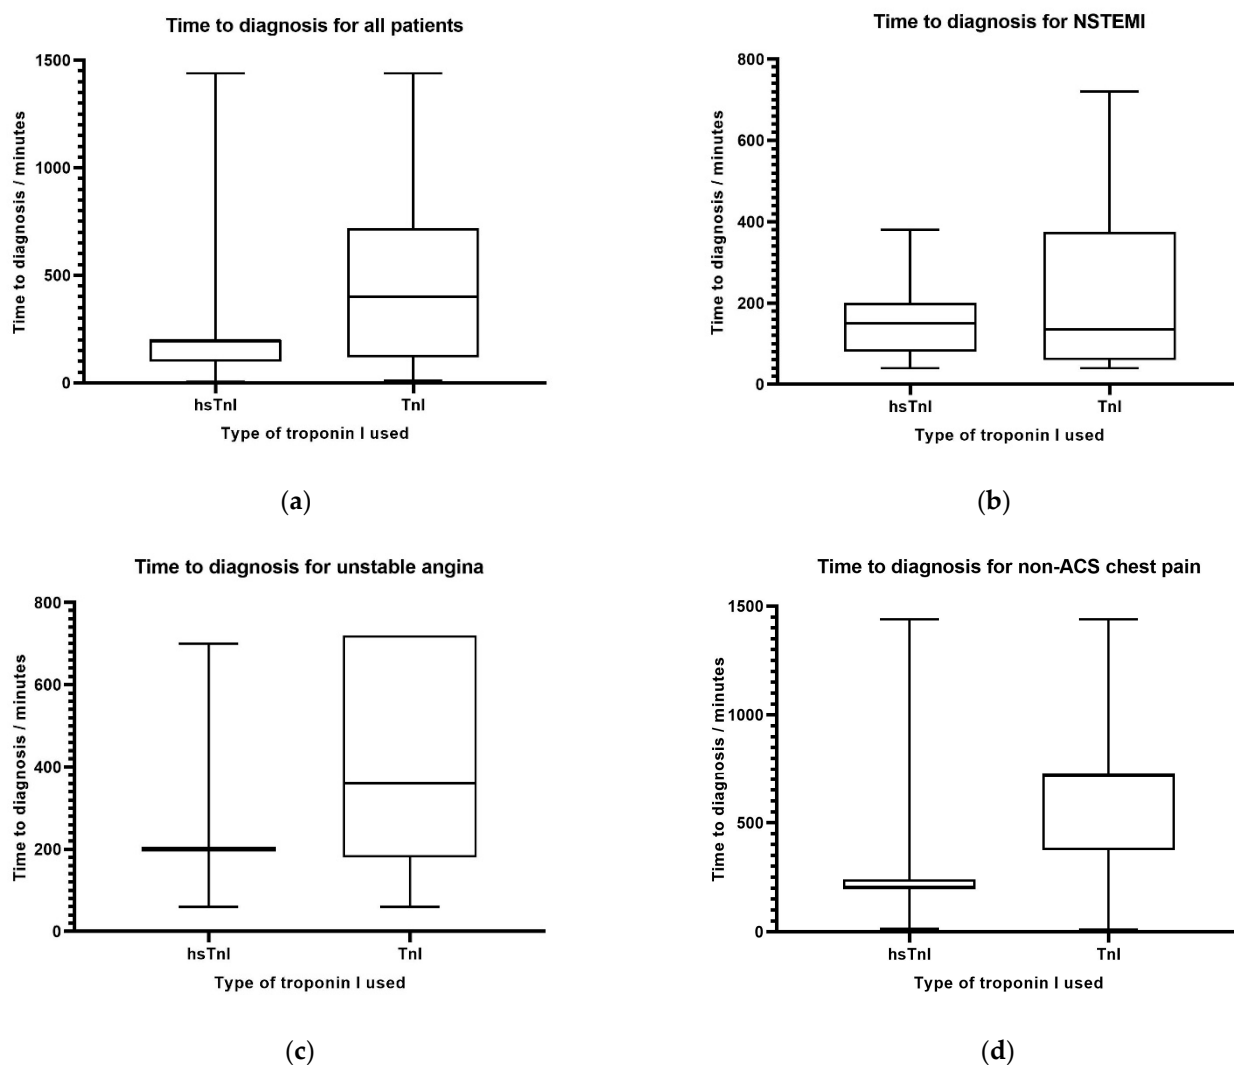 Time to diagnosis for all patients
Time to diagnosis / minutes
1500
1000
500
0
hsTnI
TnI
Type of troponin I used
(a)
Time to diagnosis for NSTEMI
Time to diagnosis / minutes
800
600
400
200
0
hsTnI
TnI
Type of troponin I used
(b)
Time to diagnosis for unstable angina
Time to diagnosis / minutes
800
600
400
200
0
hsTnI
TnI
Type of troponin I used
(c)
Time to diagnosis for non-ACS chest pain
Time to diagnosis / minutes
1500
1000
500
0
hsTnI
TnI
Type of troponin I used
(d)